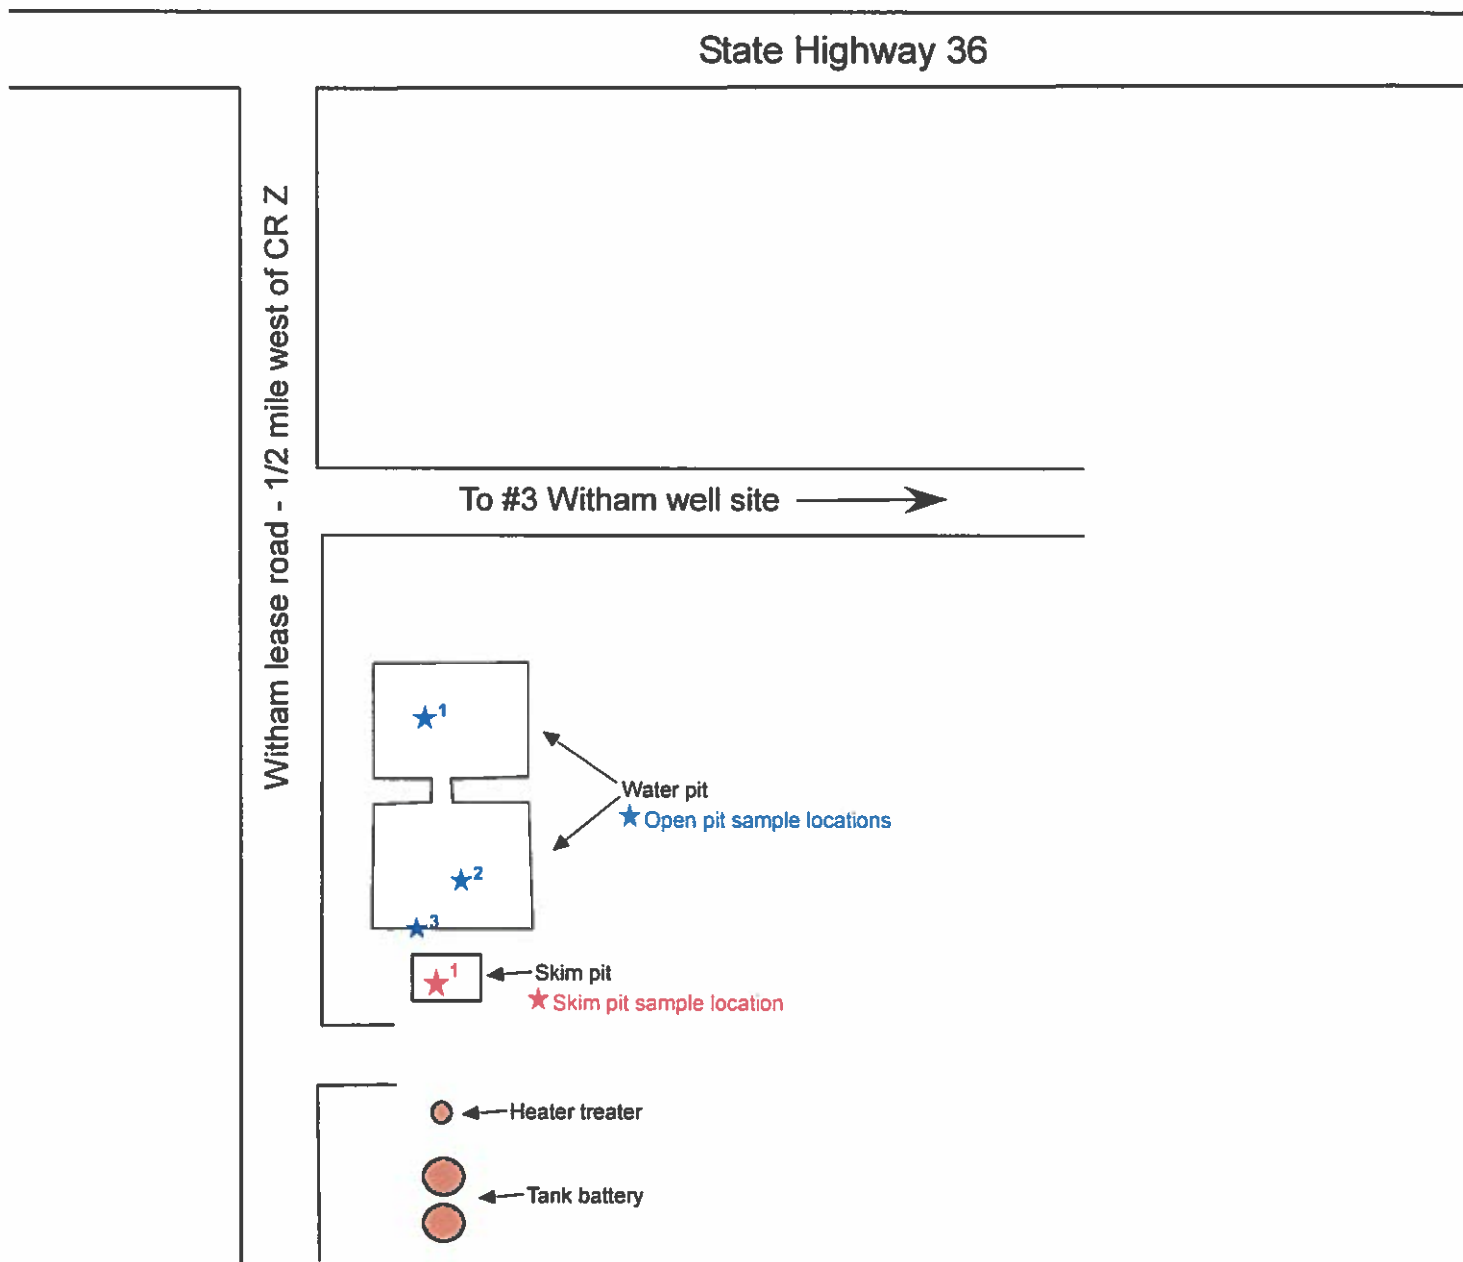 State Highway 36
Witham lease road - 1/2 mile west of CR Z
To #3 Witham well site
1
Water pit
Open pit sample locations
2
3
1
Skim pit
Skim pit sample location
Heater treater
Tank battery